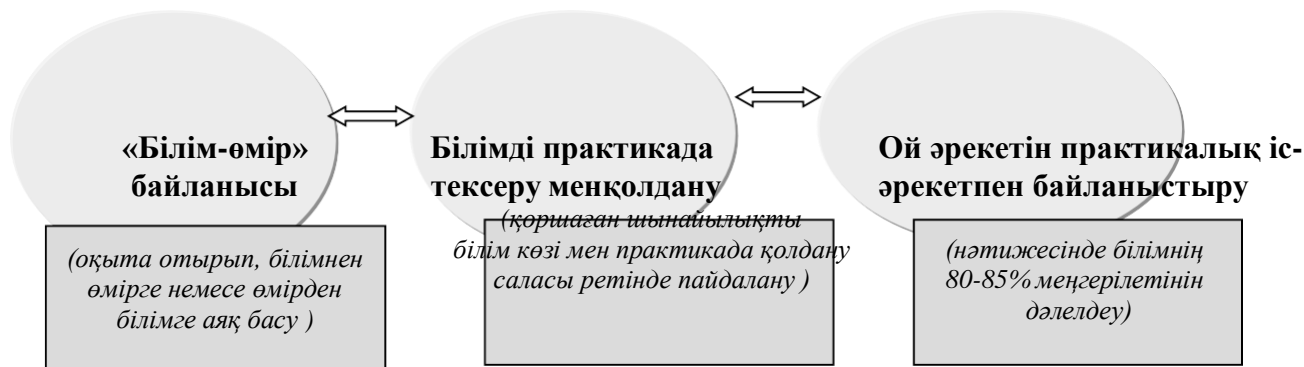 «Білім-өмір»
байланысы
(оқыта отырып, білімнен
өмірге немесе өмірден
білімге аяқ басу )
Білімді практикада
тексеру менқолдану
(қоршаған шынайылықты
білім көзі мен практикада қолдану
саласы ретінде пайдалану )
Ой әрекетін практикалық іс-
әрекетпен байланыстыру
(нәтижесінде білімнің
80-85% меңгерілетінін
дәлелдеу)